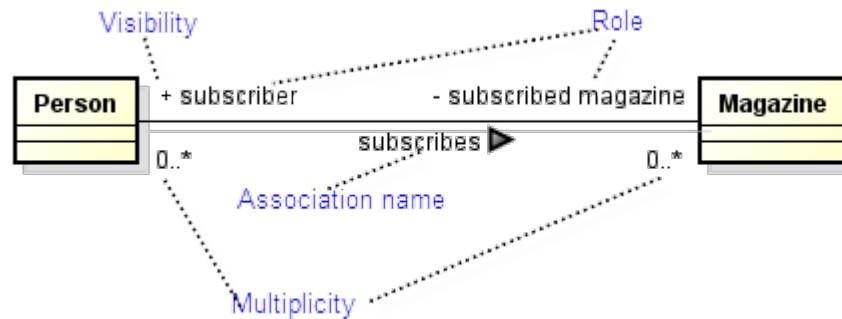 Visibility
Role
Person
+ subscriber
- subscribed magazine
Magazine
subscribes
0..*
0..*
Association name
Multiplicity